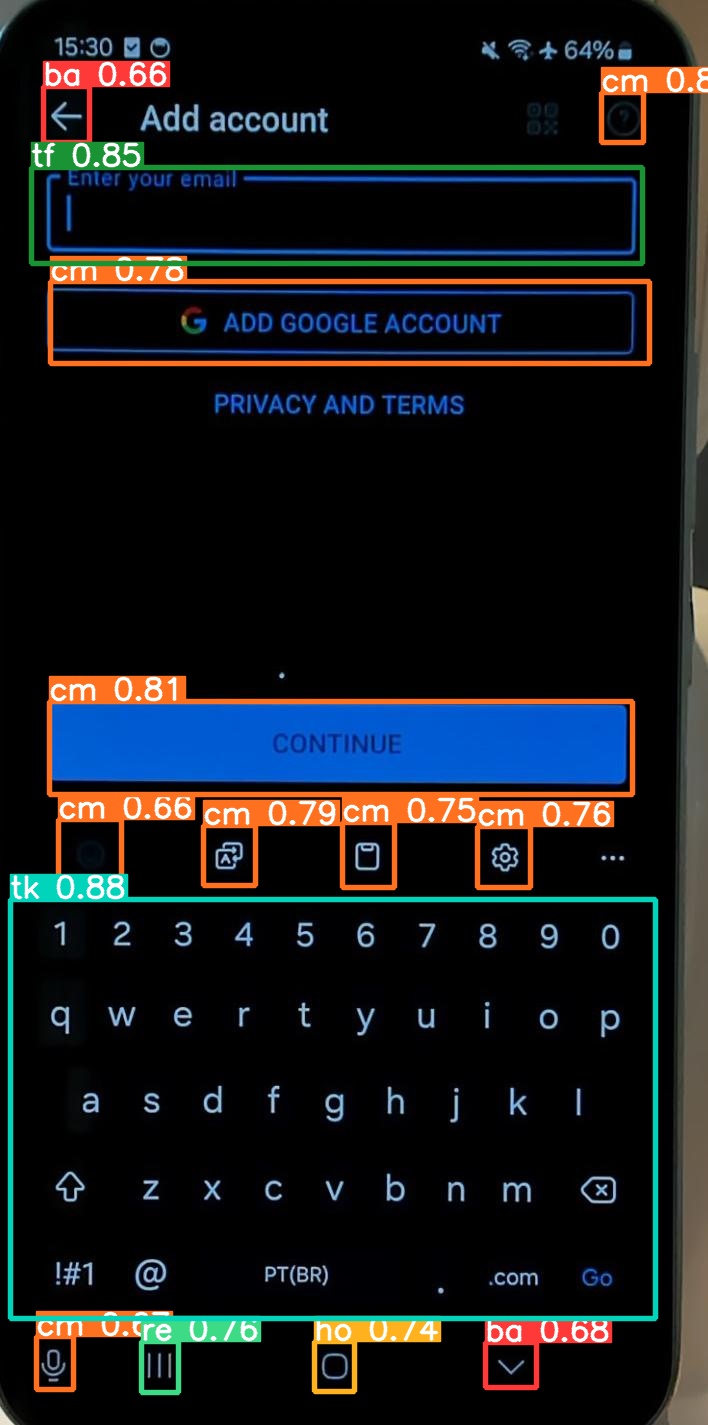 15:30 64%
ba 0.66
cm 0.8
Add account
tf 0.85
Enter your email
cm 0.78
ADD GOOGLE ACCOUNT
PRIVACY AND TERMS
cm 0.81
CONTINUE
cm 0.66 cm 0.79 cm 0.75 cm 0.76
tk 0.88
1 2 3 4 5 6 7 8 9 0
q w e r t y u i o p
a s d f g h j k l
z x c v b n m
!#1 @ PT(BR) . .com Go
cm 0.67 re 0.76 ho 0.74 ba 0.68